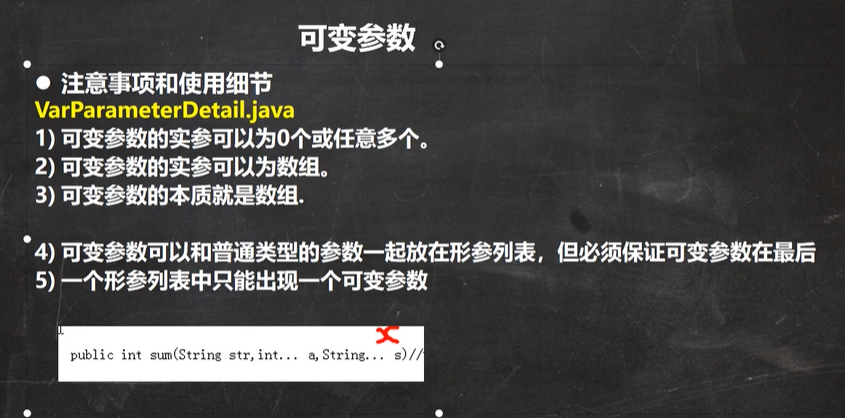 可变参数
● 注意事项和使用细节
VarParameterDetail.java
1) 可变参数的实参可以为0个或任意多个。
2) 可变参数的实参可以为数组。
3) 可变参数的本质就是数组.
4) 可变参数可以和普通类型的参数一起放在形参列表，但必须保证可变参数在最后
5) 一个形参列表中只能出现一个可变参数
public int sum(String str,int... a,String... s)//